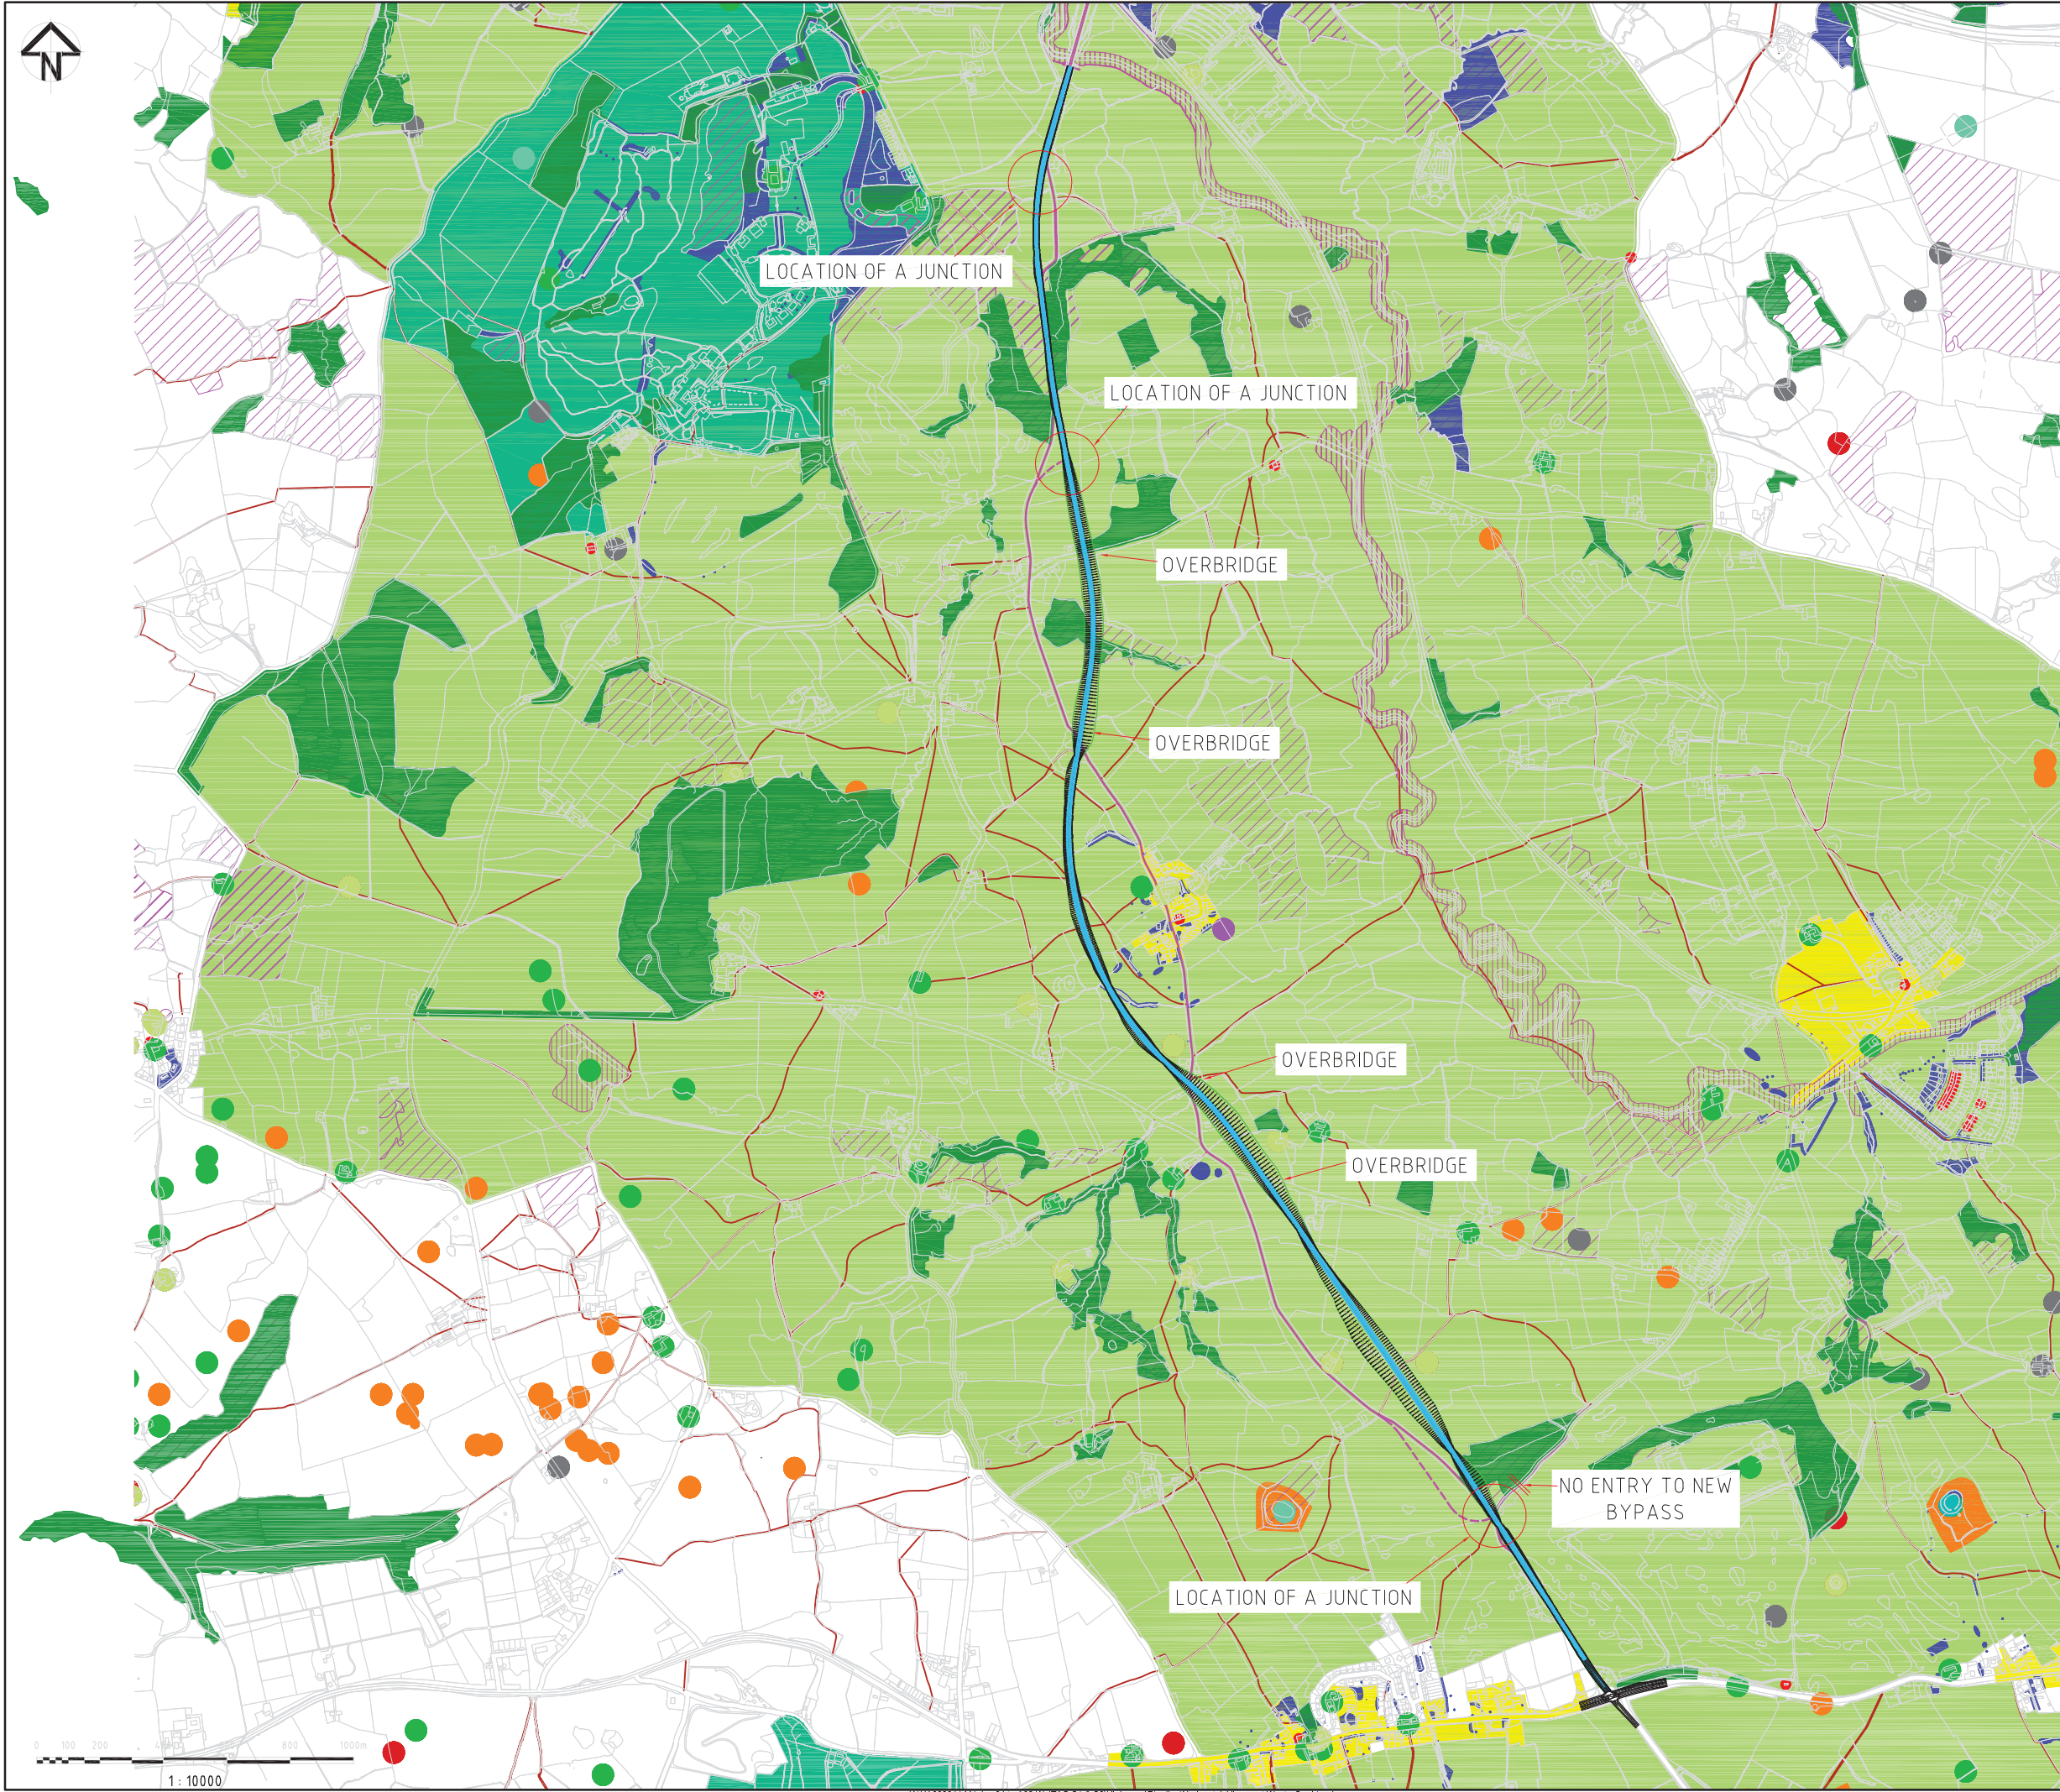 N
LOCATION OF A JUNCTION
LOCATION OF A JUNCTION
OVERBRIDGE
OVERBRIDGE
OVERBRIDGE
OVERBRIDGE
NO ENTRY TO NEW
BYPASS
LOCATION OF A JUNCTION
0 100 200 800 1000m
1 : 10000